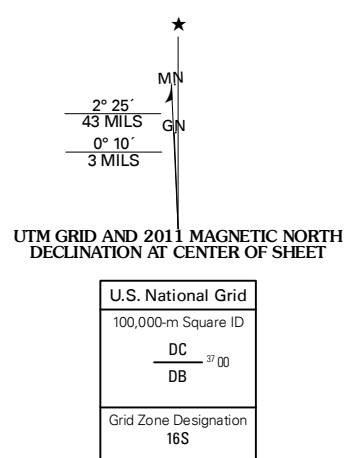 ★
MN
2° 25´
43 MILS
GN
0° 10´
3 MILS
UTM GRID AND 2011 MAGNETIC NORTH
DECLINATION AT CENTER OF SHEET
U.S. National Grid
100,000-m Square ID
DC
37 00
DB
Grid Zone Designation
16S